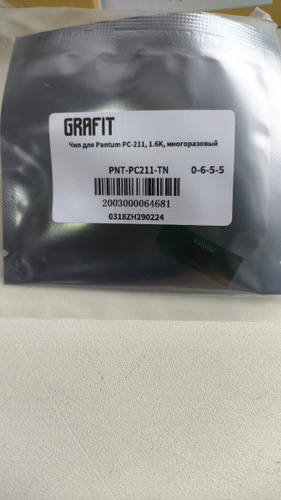 GRAFIT
Чип для Pantum PC-211, 1.6K, многоразовый
PNT-PC211-TN 0-6-5-5
2003000064681
0318ZH290224